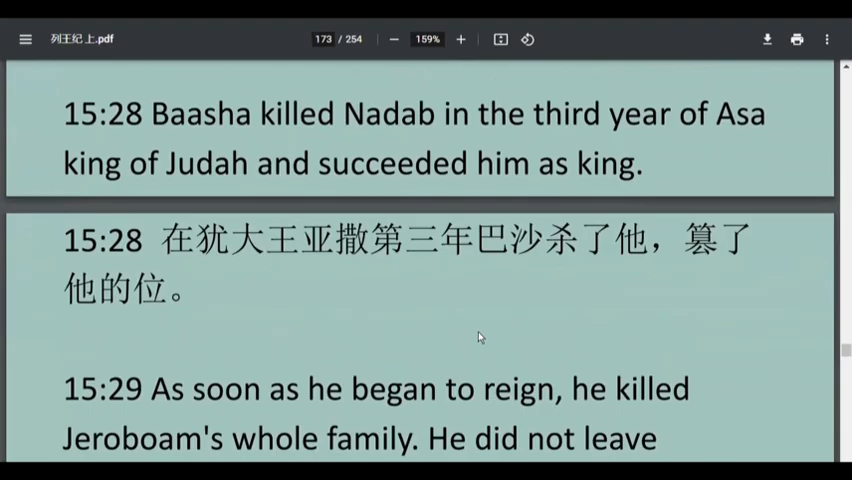 列王纪 上.pdf
173 / 254
159%
15:28 Baasha killed Nadab in the third year of Asa
king of Judah and succeeded him as king.
15:28 在犹大王亚撒第三年巴沙杀了他，篡了
他的位。
15:29 As soon as he began to reign, he killed
Jeroboam's whole family. He did not leave